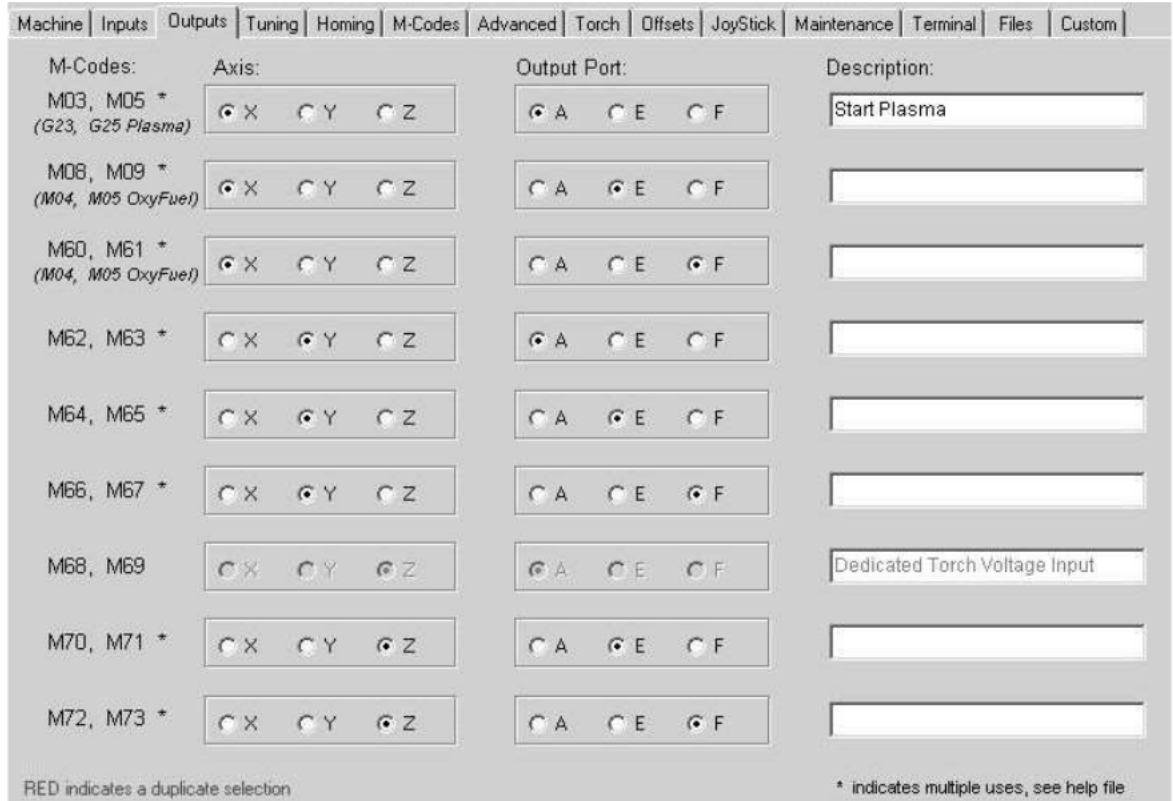 Machine Inputs Outputs Tuning Homing M-Codes Advanced Torch Offsets JoyStick Maintenance Terminal Files Custom
M-Codes: Axis: Output Port: Description:
M03, M05 * X Y Z A E F Start Plasma
(G23, G25 Plasma)
M08, M09 * X Y Z A E F
(M04, M05 OxyFuel)
M60, M61 * X Y Z A E F
(M04, M05 OxyFuel)
M62, M63 * X Y Z A E F
M64, M65 * X Y Z A E F
M66, M67 * X Y Z A E F
M68, M69 X Y Z A E F Dedicated Torch Voltage Input
M70, M71 * X Y Z A E F
M72, M73 * X Y Z A E F
RED indicates a duplicate selection * indicates multiple uses, see help file